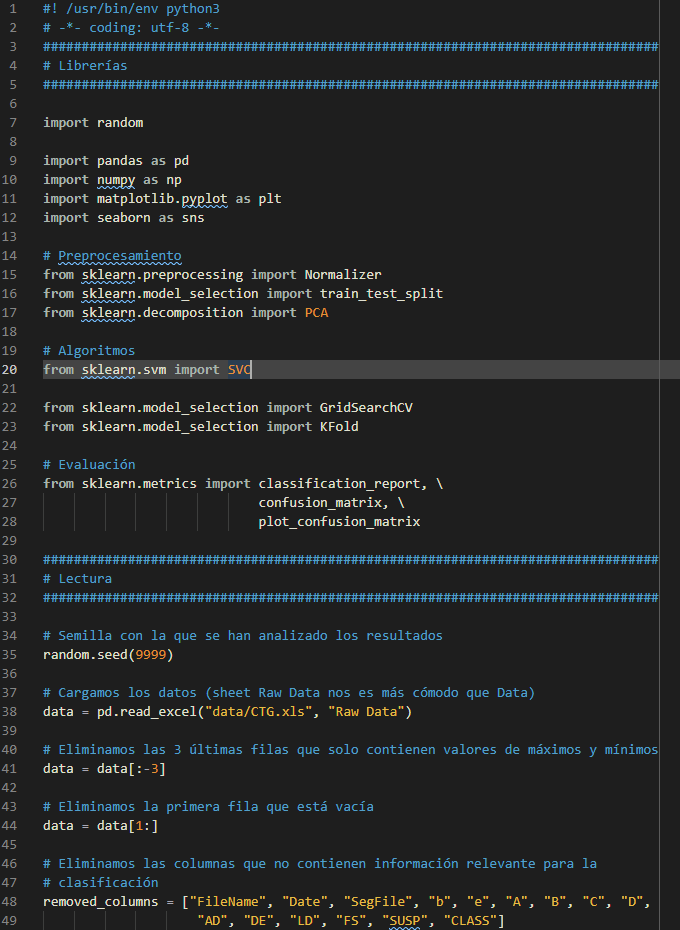 1 #! /usr/bin/env python3
2 # -*- coding: utf-8 -*-
3 ################################################################################
4 # Librerías
5 ################################################################################
6
7 import random
8
9 import pandas as pd
10 import numpy as np
11 import matplotlib.pyplot as plt
12 import seaborn as sns
13
14 # Preprocesamiento
15 from sklearn.preprocessing import Normalizer
16 from sklearn.model_selection import train_test_split
17 from sklearn.decomposition import PCA
18
19 # Algoritmos
20 from sklearn.svm import SVC
21
22 from sklearn.model_selection import GridSearchCV
23 from sklearn.model_selection import KFold
24
25 # Evaluación
26 from sklearn.metrics import classification_report, \
27                             confusion_matrix, \
28                             plot_confusion_matrix
29
30 ################################################################################
31 # Lectura
32 ################################################################################
33
34 # Semilla con la que se han analizado los resultados
35 random.seed(9999)
36
37 # Cargamos los datos (sheet Raw Data nos es más cómodo que Data)
38 data = pd.read_excel("data/CTG.xls", "Raw Data")
39
40 # Eliminamos las 3 últimas filas que solo contienen valores de máximos y mínimos
41 data = data[:-3]
42
43 # Eliminamos la primera fila que está vacía
44 data = data[1:]
45
46 # Eliminamos las columnas que no contienen información relevante para la
47 # clasificación
48 removed_columns = ["FileName", "Date", "SegFile", "b", "e", "A", "B", "C", "D",
49                     "AD", "DE", "LD", "FS", "SUSP", "CLASS"]